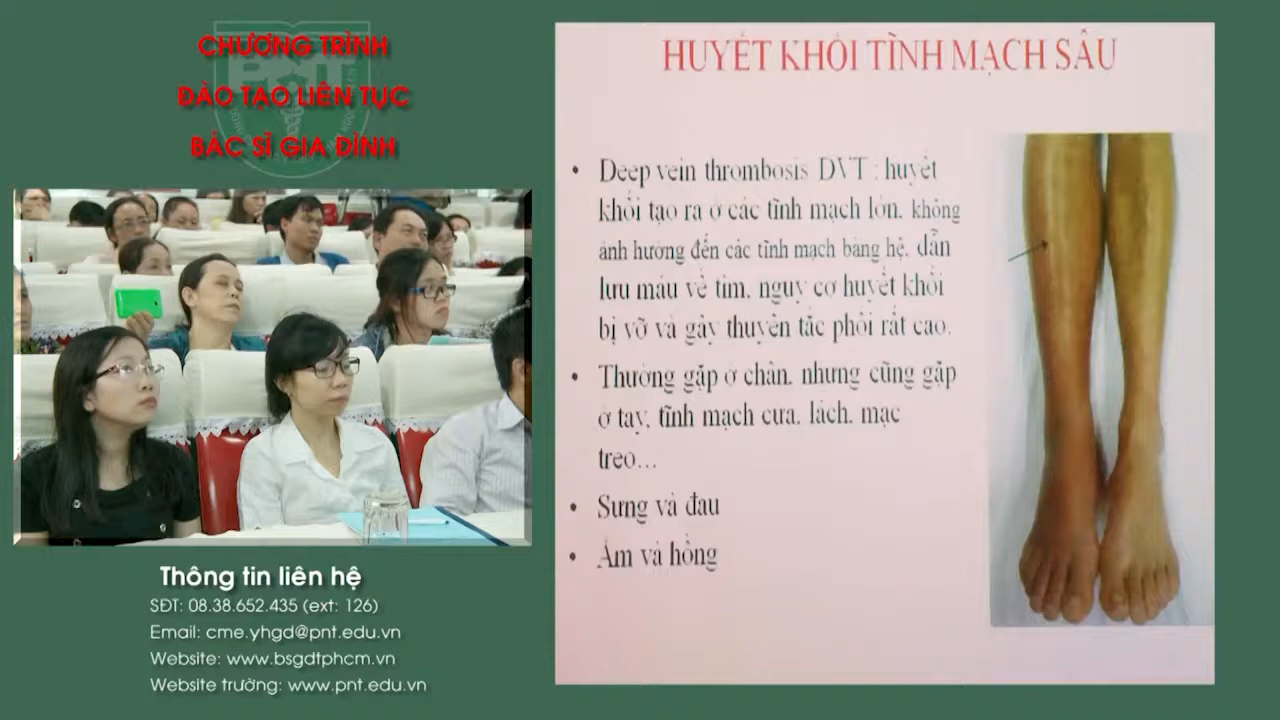 CHƯƠNG TRÌNH
ĐÀO TẠO LIÊN TỤC
BÁC SĨ GIA ĐÌNH
Thông tin liên hệ
SĐT: 08.38.652.435 (ext: 126)
Email: cme.yhgd@pnt.edu.vn
Website: www.bsgdtphcm.vn
Website trường: www.pnt.edu.vn
HUYẾT KHỐI TĨNH MẠCH SÂU
• Deep vein thrombosis DVT : huyết
khối tạo ra ở các tĩnh mạch lớn, không
ảnh hưởng đến các tĩnh mạch bàng hệ, dẫn
lưu máu về tim, nguy cơ huyết khối
bị vỡ và gây thuyên tắc phổi rất cao.
• Thường gặp ở chân, nhưng cũng gặp
ở tay, tĩnh mạch cửa, lách, mạc
treo...
• Sưng và đau
• Ấm và hồng